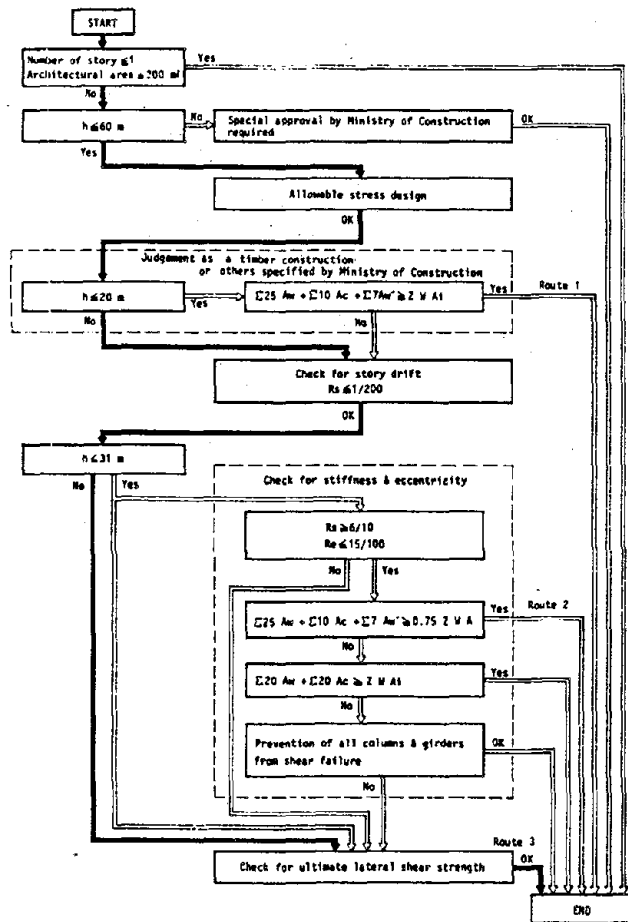 START
Number of story ≦1
Architectural area ≦200 ㎡
Yes
No
h≦60 m
No
Special approval by Ministry of Construction
required
OK
Yes
Allowable stress design
OK
Judgement as a timber construction
or others specified by Ministry of Construction
h≦20 m
Yes
Σ25 Aw + Σ10 Ac + Σ7Aw' ≧ Z W Ai
Yes
Route 1
No
No
Check for story drift
Rs ≦1/200
OK
h ≦31 m
No
Yes
Check for stiffness & eccentricity
Rs ≧6/10
Re ≦15/100
No
Yes
Σ25 Aw + Σ10 Ac + Σ7 Aw' ≧0.75 Z W A
Yes
Route 2
No
Σ20 Aw + Σ20 Ac ≧ Z W Ai
Yes
No
Prevention of all columns & girders
from shear failure
OK
No
Route 3
Check for ultimate lateral shear strength
OK
END